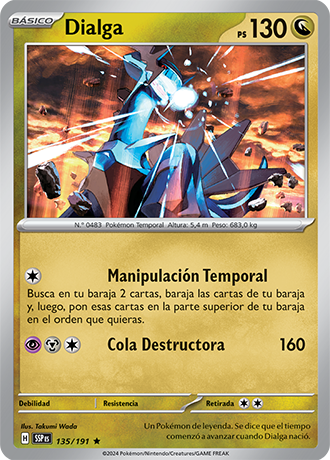 BÁSICO
Dialga
PS 130
N.º 0483 Pokémon Temporal Altura: 5,4 m Peso: 683,0 kg
Manipulación Temporal
Busca en tu baraja 2 cartas, baraja las cartas de tu baraja
y, luego, pon esas cartas en la parte superior de tu baraja
en el orden que quieras.
Cola Destructora 160
Debilidad Resistencia Retirada
Ilus. Takumi Wada
H SSP ES 135/191 ★
Un Pokémon de leyenda. Se dice que el tiempo
comenzó a avanzar cuando Dialga nació.
©2024 Pokémon/Nintendo/Creatures/GAME FREAK